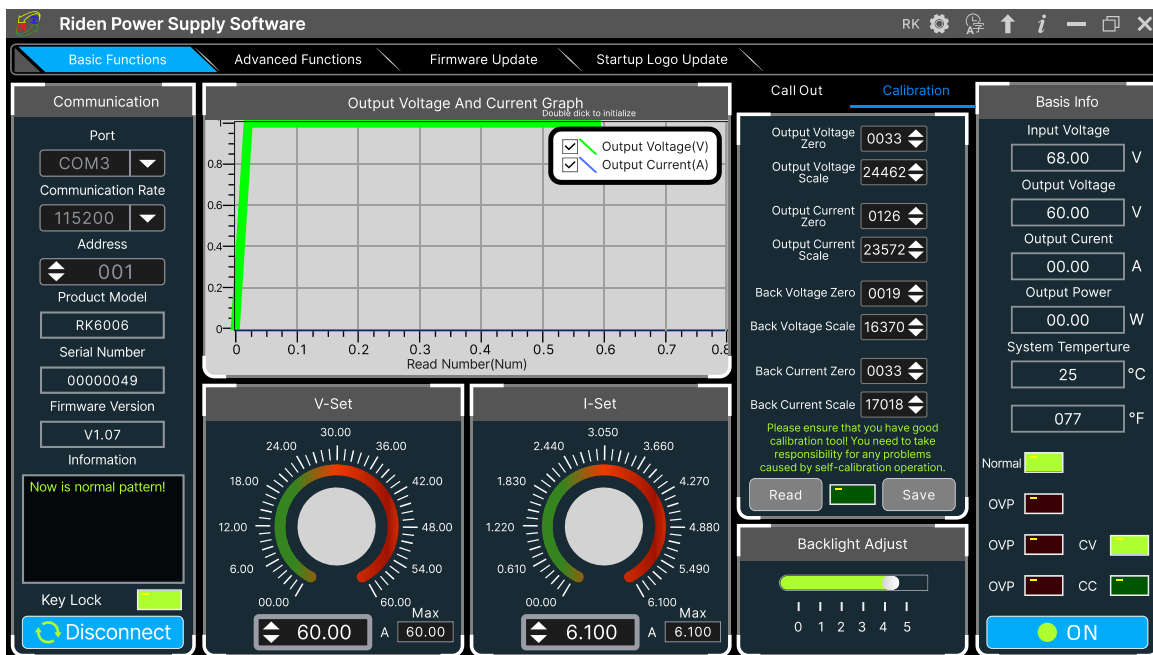 Riden Power Supply Software
RK
Basic Functions
Advanced Functions
Firmware Update
Startup Logo Update
Communication
Port
COM3
Communication Rate
115200
Address
001
Product Model
RK6006
Serial Number
00000049
Firmware Version
V1.07
Information
Now is normal pattern!
Key Lock
Disconnect
Output Voltage And Current Graph
Double dick to initialize
Output Voltage(V)
Output Current(A)
1
0.8
0.6
0.4
0.2
0
0 0.1 0.2 0.3 0.4 0.5 0.6 0.7 0.8
Read Number(Num)
V-Set
30.00
24.00 36.00
18.00 42.00
12.00 48.00
6.00 54.00
00.00 60.00
Max
60.00 A 60.00
I-Set
3.050
2.440 3.660
1.830 4.270
1.220 4.880
0.610 5.490
00.00 6.100
Max
6.100 A 6.100
Call Out
Calibration
Output Voltage
Zero
0033
Output Voltage
Scale
24462
Output Current
Zero
0126
Output Current
Scale
23572
Back Voltage Zero 0019
Back Voltage Scale 16370
Back Current Zero 0033
Back Current Scale 17018
Please ensure that you have good
calibration tool! You need to take
responsibility for any problems
caused by self-calibration operation.
Read
Save
Backlight Adjust
0 1 2 3 4 5
Basis Info
Input Voltage
68.00 V
Output Voltage
60.00 V
Output Curent
00.00 A
Output Power
00.00 W
System Temperture
25 °C
077 °F
Normal
OVP
OVP CV
OVP CC
ON